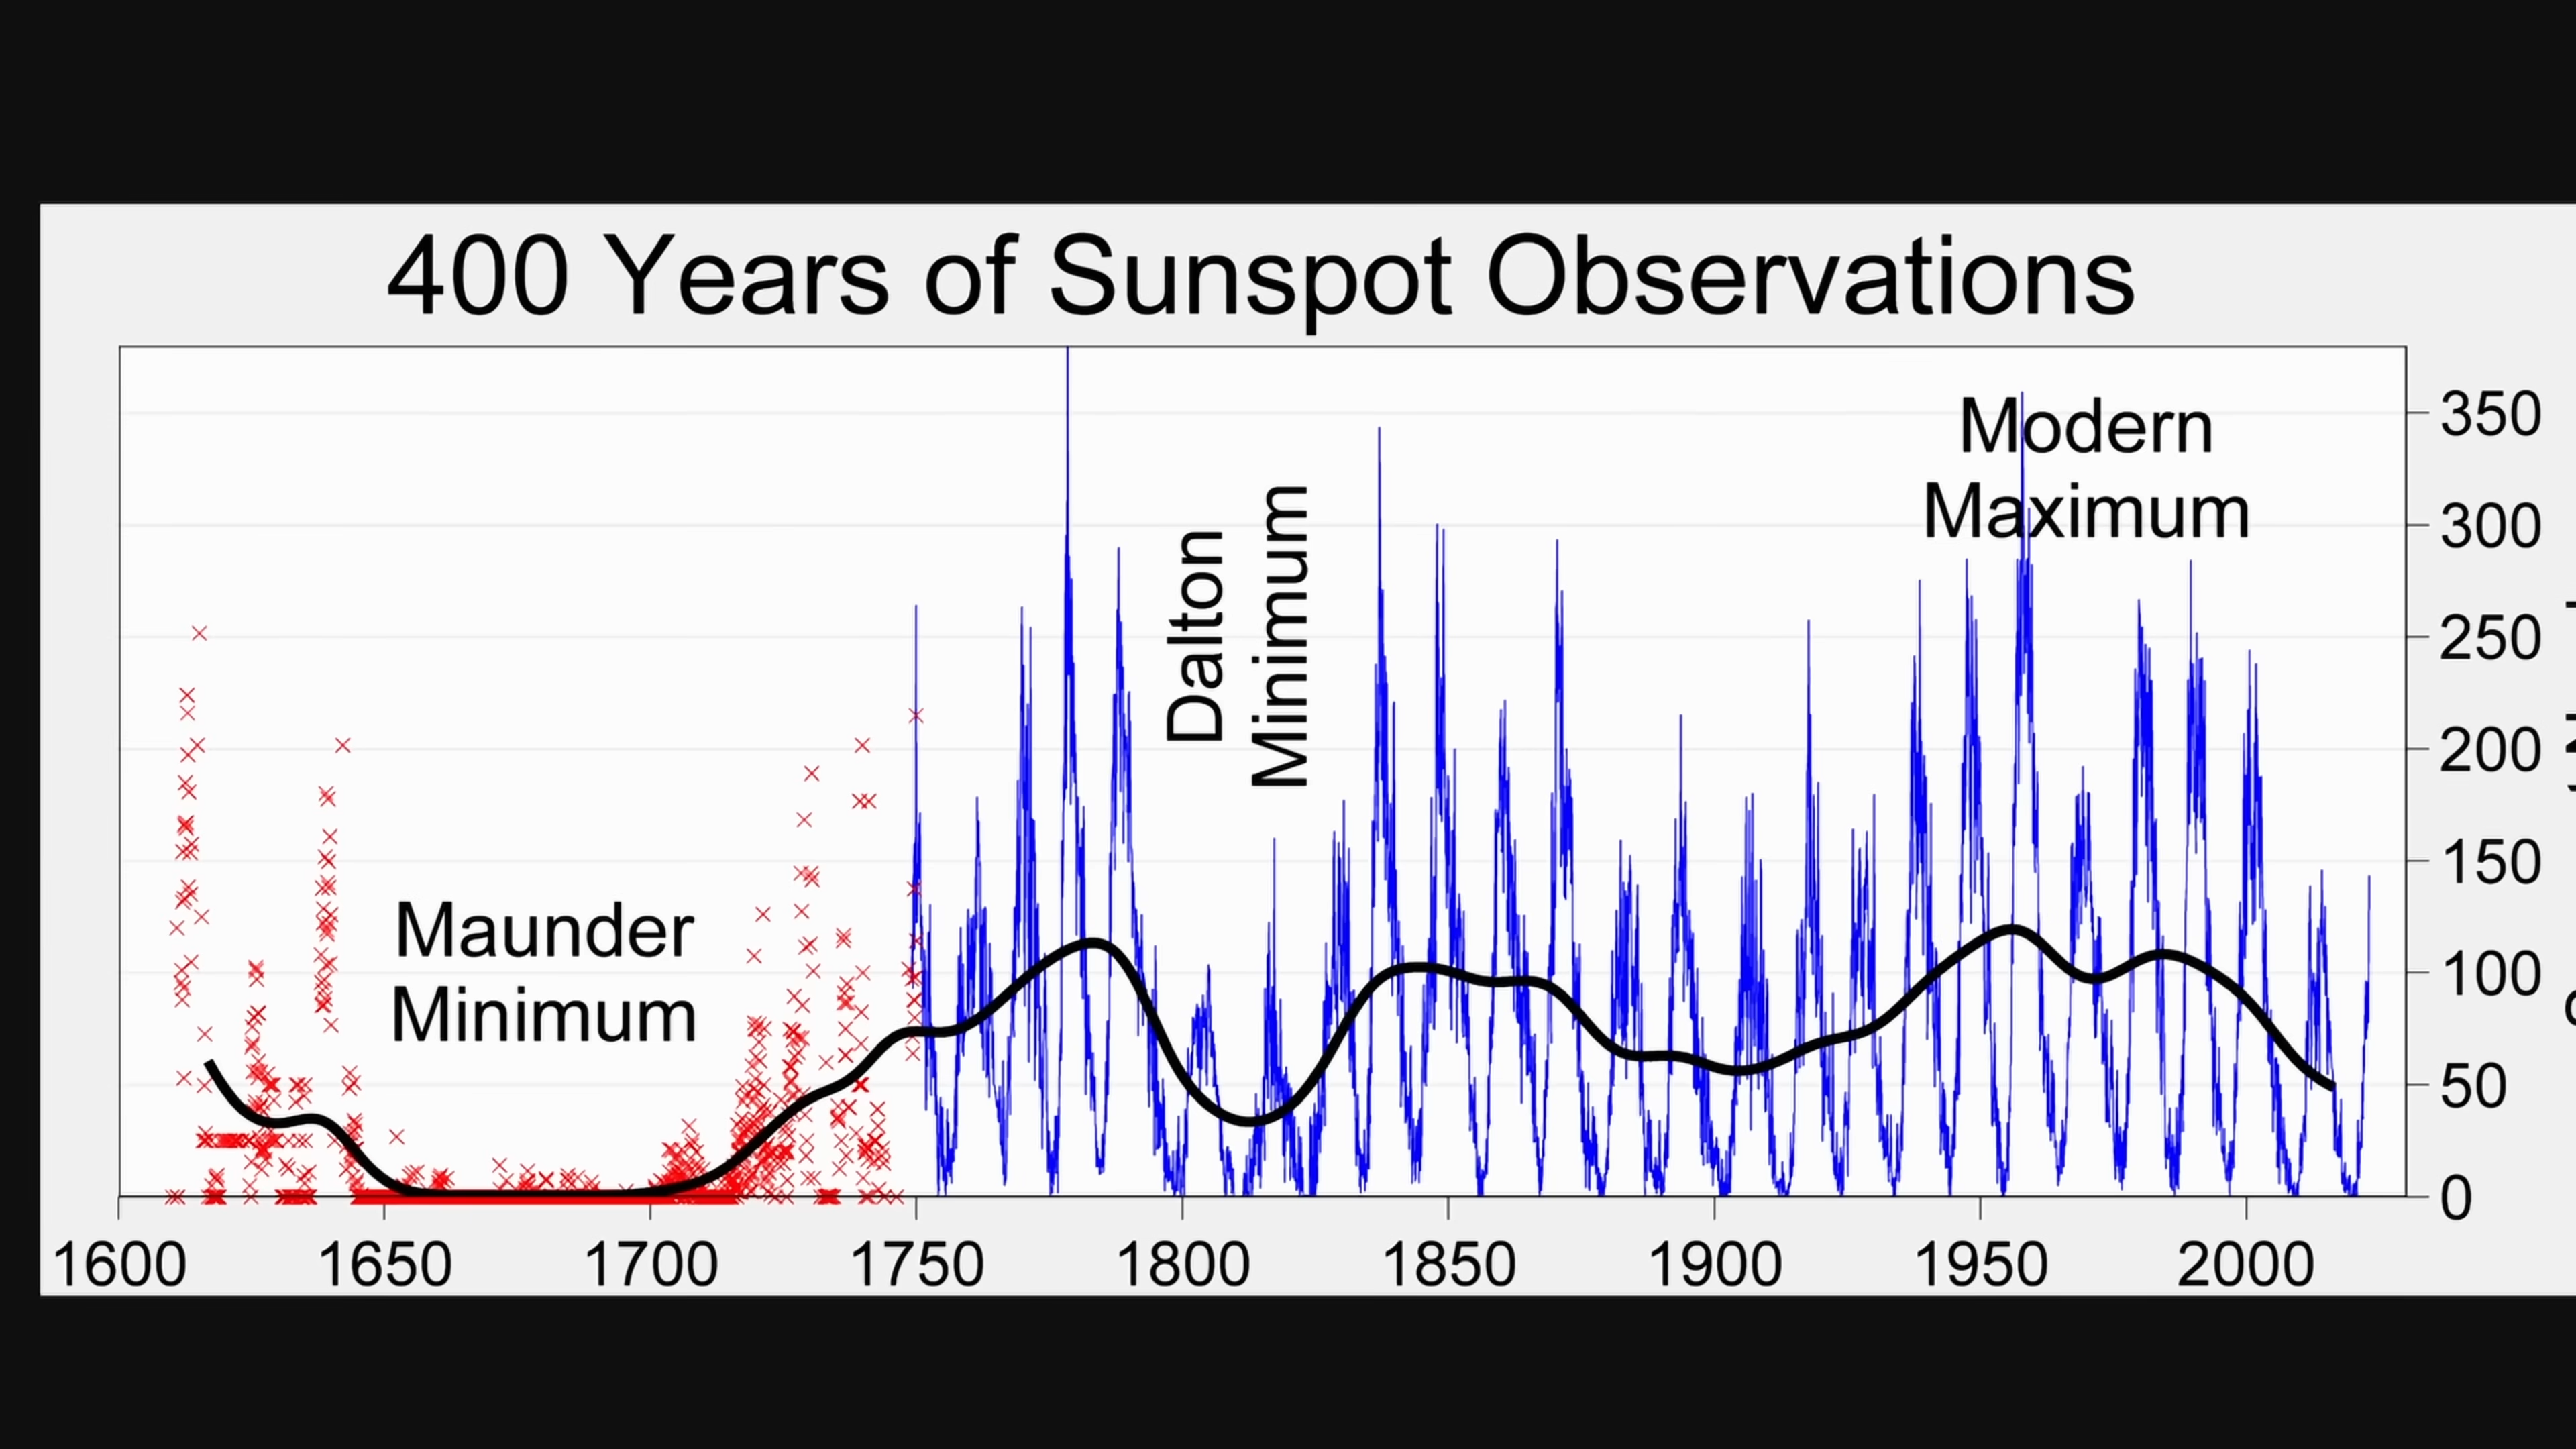 400 Years of Sunspot Observations
Modern
Maximum
Dalton
Minimum
Maunder
Minimum
350
300
250
200
150
100
50
0
1600 1650 1700 1750 1800 1850 1900 1950 2000